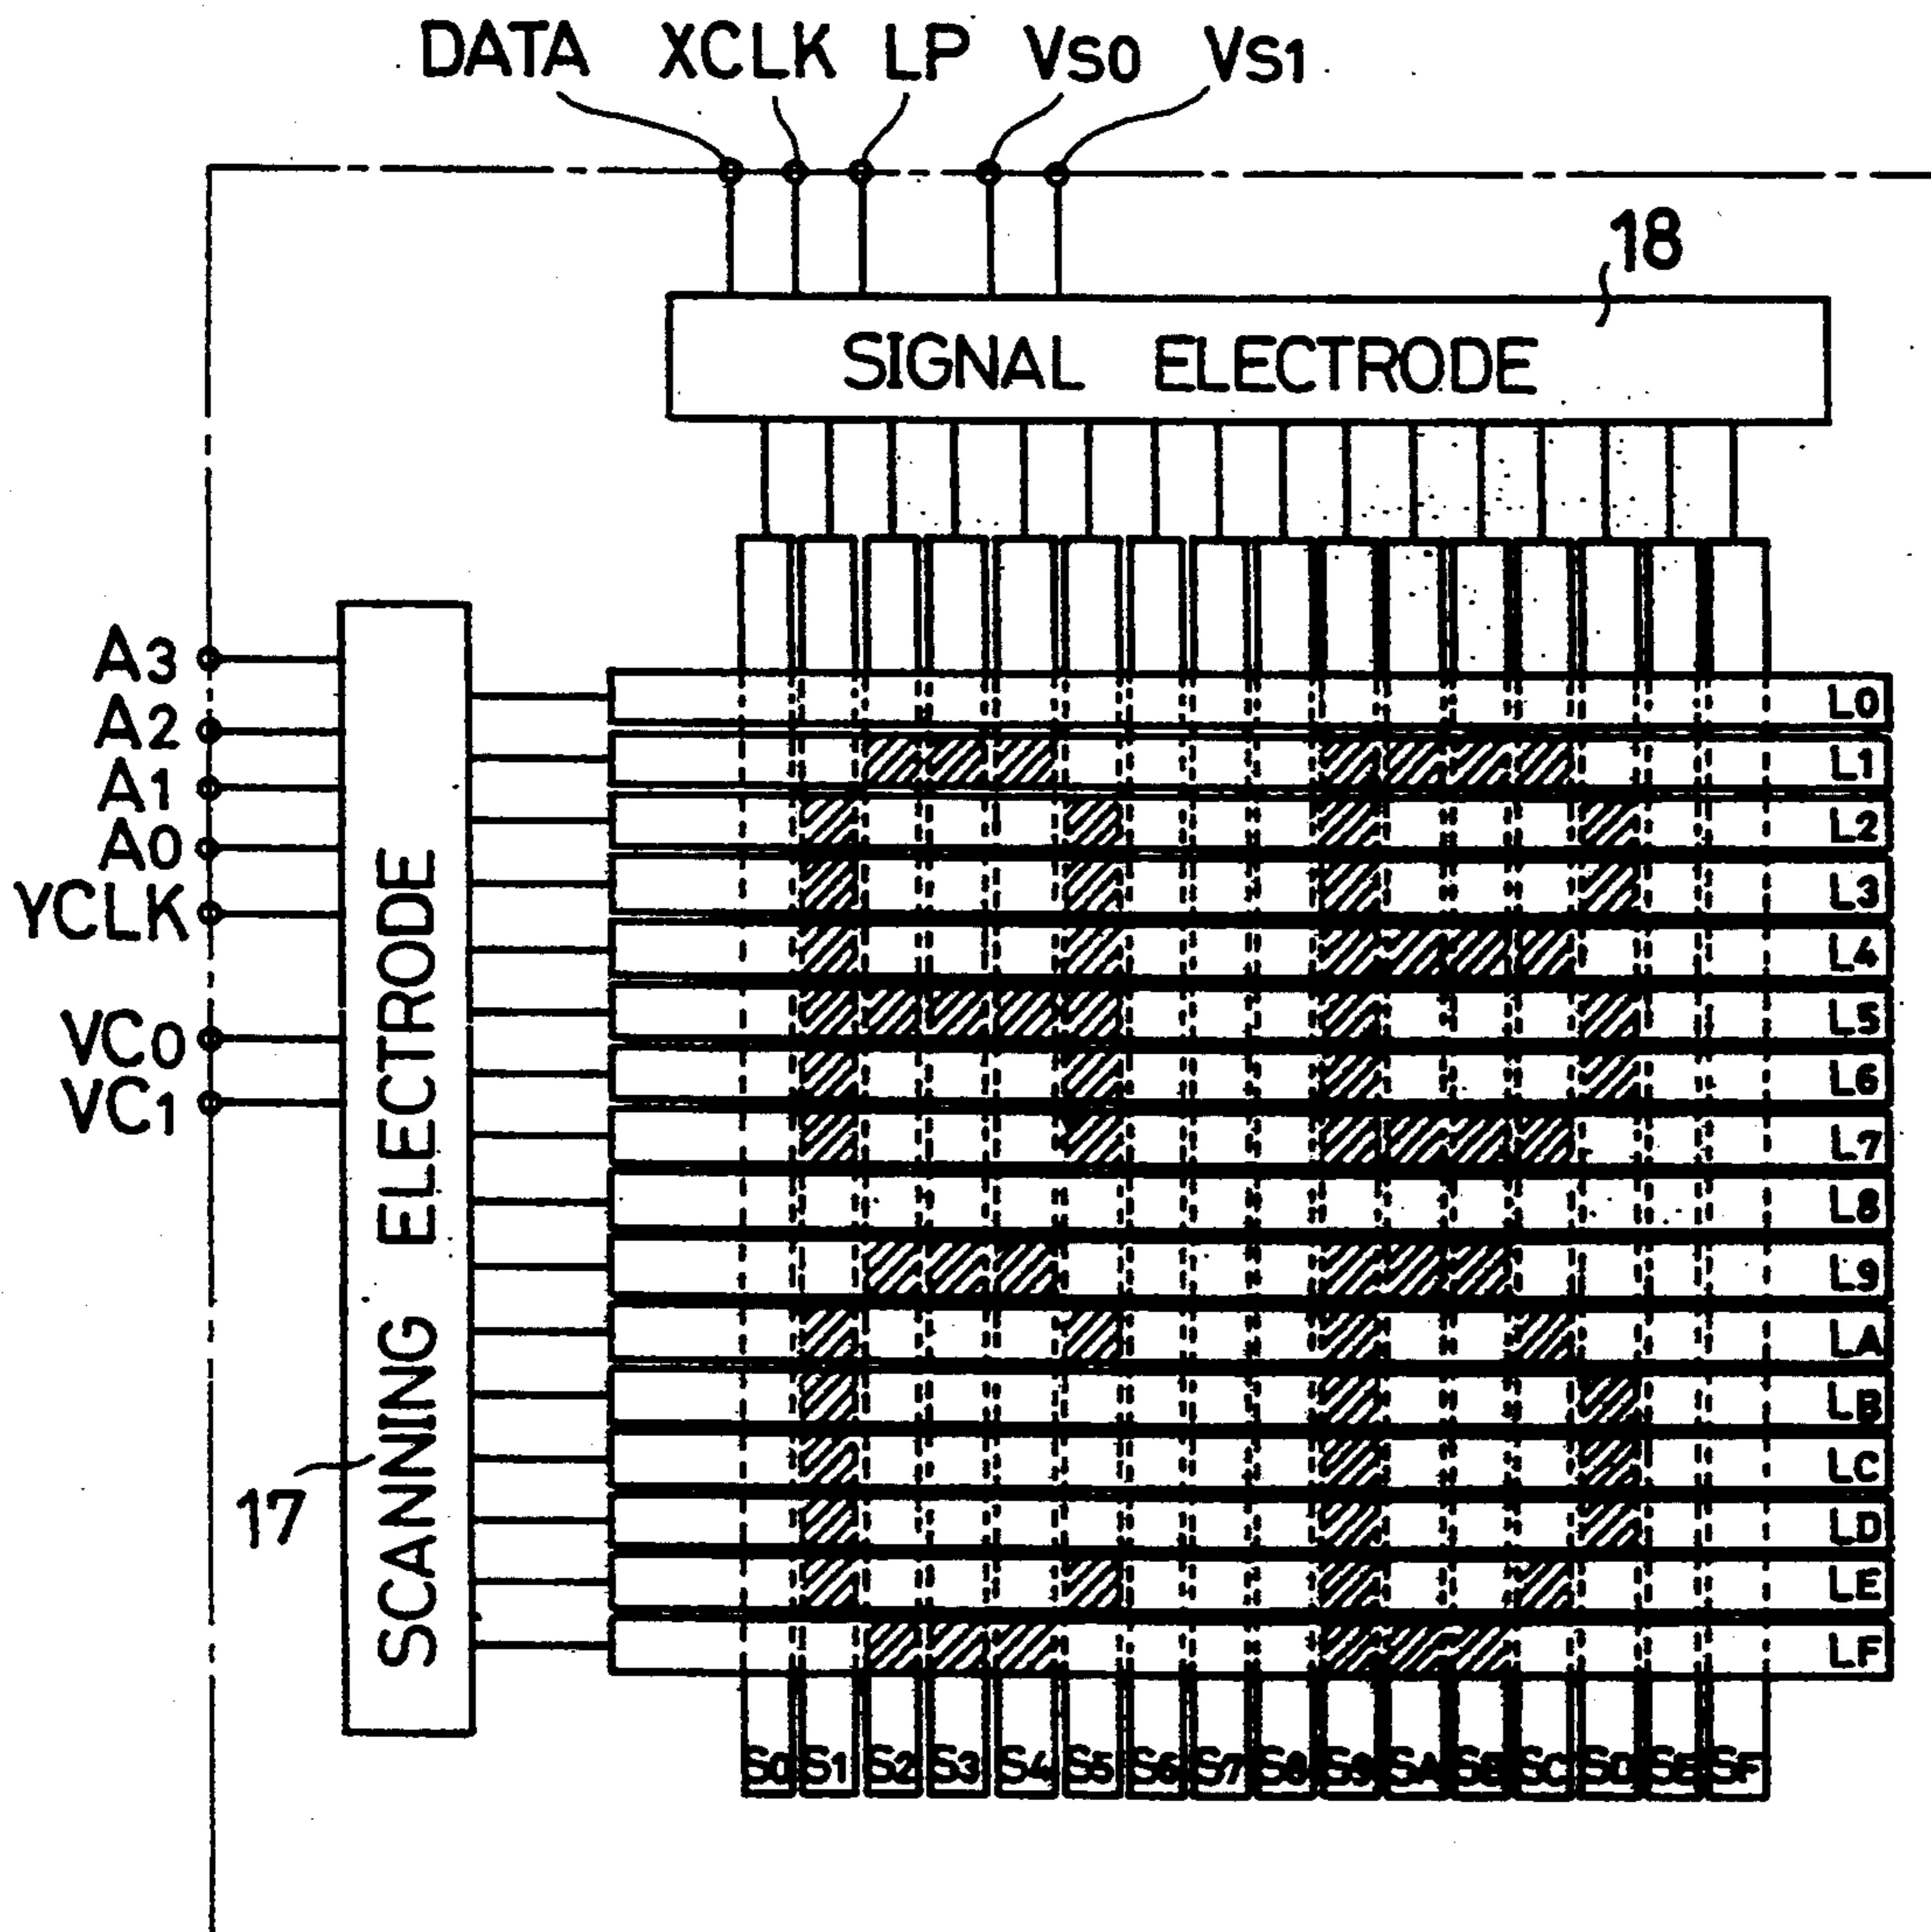 DATA XCLK LP VS0 VS1
18
SIGNAL ELECTRODE
A3
A2
A1
A0
YCLK
VC0
VC1
SCANNING ELECTRODE
17
L0
L1
L2
L3
L4
L5
L6
L7
L8
L9
LA
LB
LC
LD
LE
LF
S0 S1 S2 S3 S4 S5 S6 S7 S8 S9 SA SB SC SD SE SF